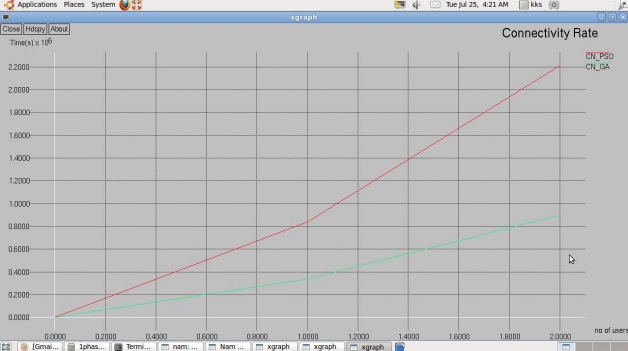 Applications Places System
Tue Jul 25, 4:21 AM kks
xgraph
Close Hdcpy About
Connectivity Rate
Time(s) x 10^6
CN_PSO
CN_GA
2.2000
2.0000
1.8000
1.6000
1.4000
1.2000
1.0000
0.8000
0.6000
0.4000
0.2000
0.0000
no of users
0.0000 0.2000 0.4000 0.6000 0.8000 1.0000 1.2000 1.4000 1.6000 1.8000 2.0000
[Gmai... 1phas... Termi... nam: ... Nam ... xgraph xgraph xgraph